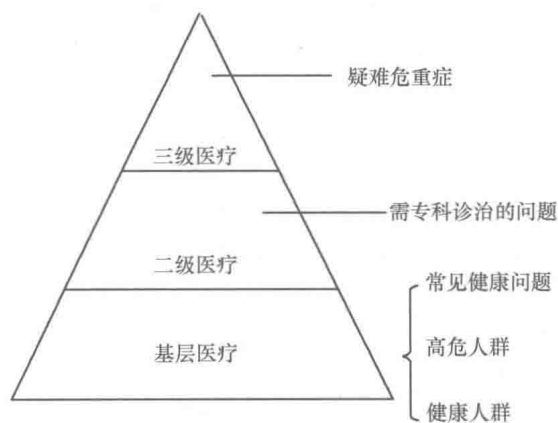 疑难危重症
三级医疗
需专科诊治的问题
二级医疗
常见健康问题
基层医疗
高危人群
健康人群